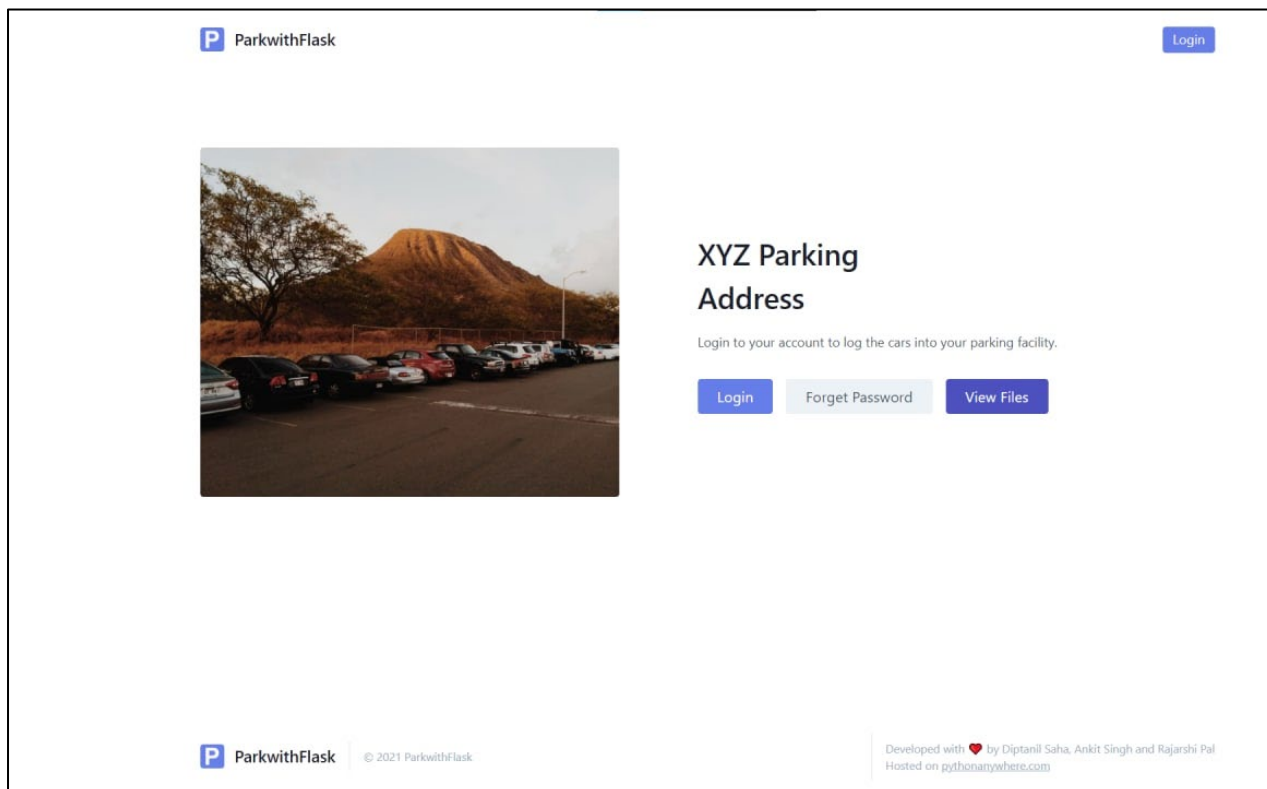 P ParkwithFlask
Login
XYZ Parking
Address
Login to your account to log the cars into your parking facility.
Login
Forget Password
View Files
P ParkwithFlask
© 2021 ParkwithFlask
Developed with ❤ by Diptanil Saha, Ankit Singh and Rajarshi Pal
Hosted on pythonanywhere.com